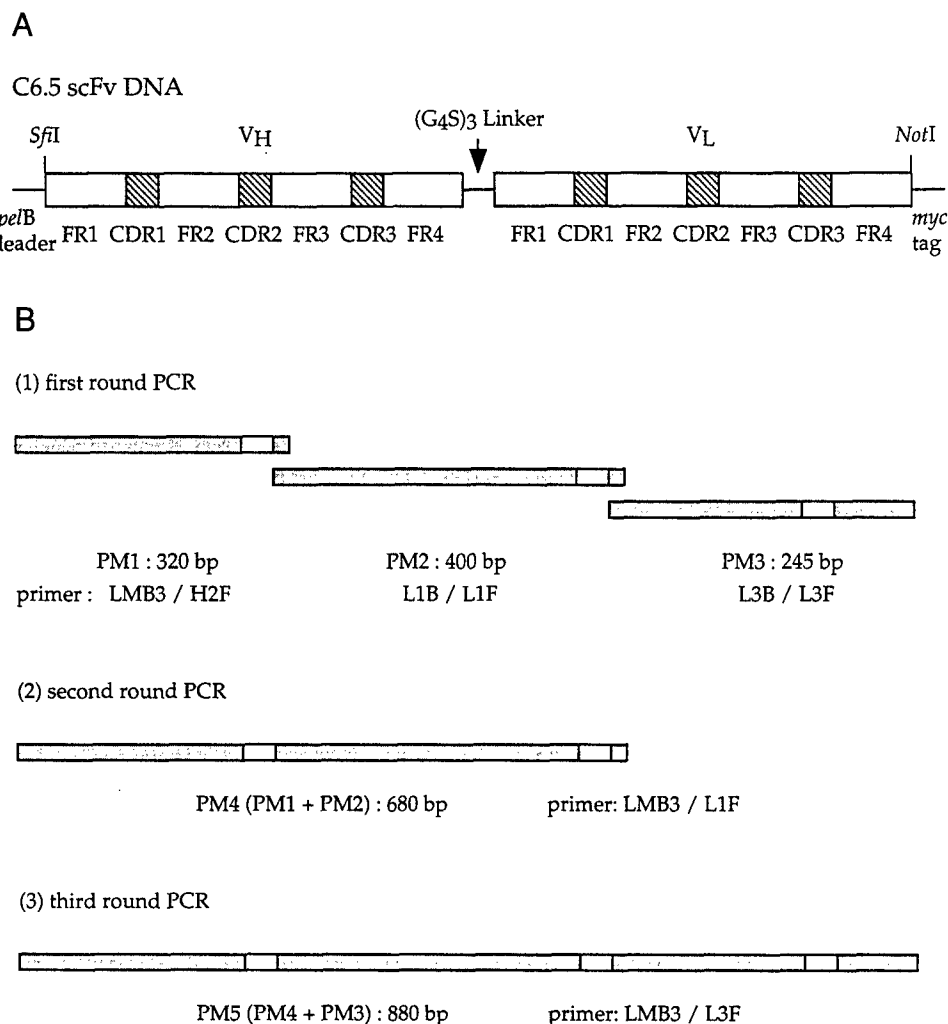 A
C6.5 scFv DNA
(G4S)3 Linker
SfiI VH VL NotI
pelB leader FR1 CDR1 FR2 CDR2 FR3 CDR3 FR4 FR1 CDR1 FR2 CDR2 FR3 CDR3 FR4 myc tag
B
(1) first round PCR
PM1 : 320 bp PM2 : 400 bp PM3 : 245 bp
primer : LMB3 / H2F L1B / L1F L3B / L3F
(2) second round PCR
PM4 (PM1 + PM2) : 680 bp primer: LMB3 / L1F
(3) third round PCR
PM5 (PM4 + PM3) : 880 bp primer: LMB3 / L3F